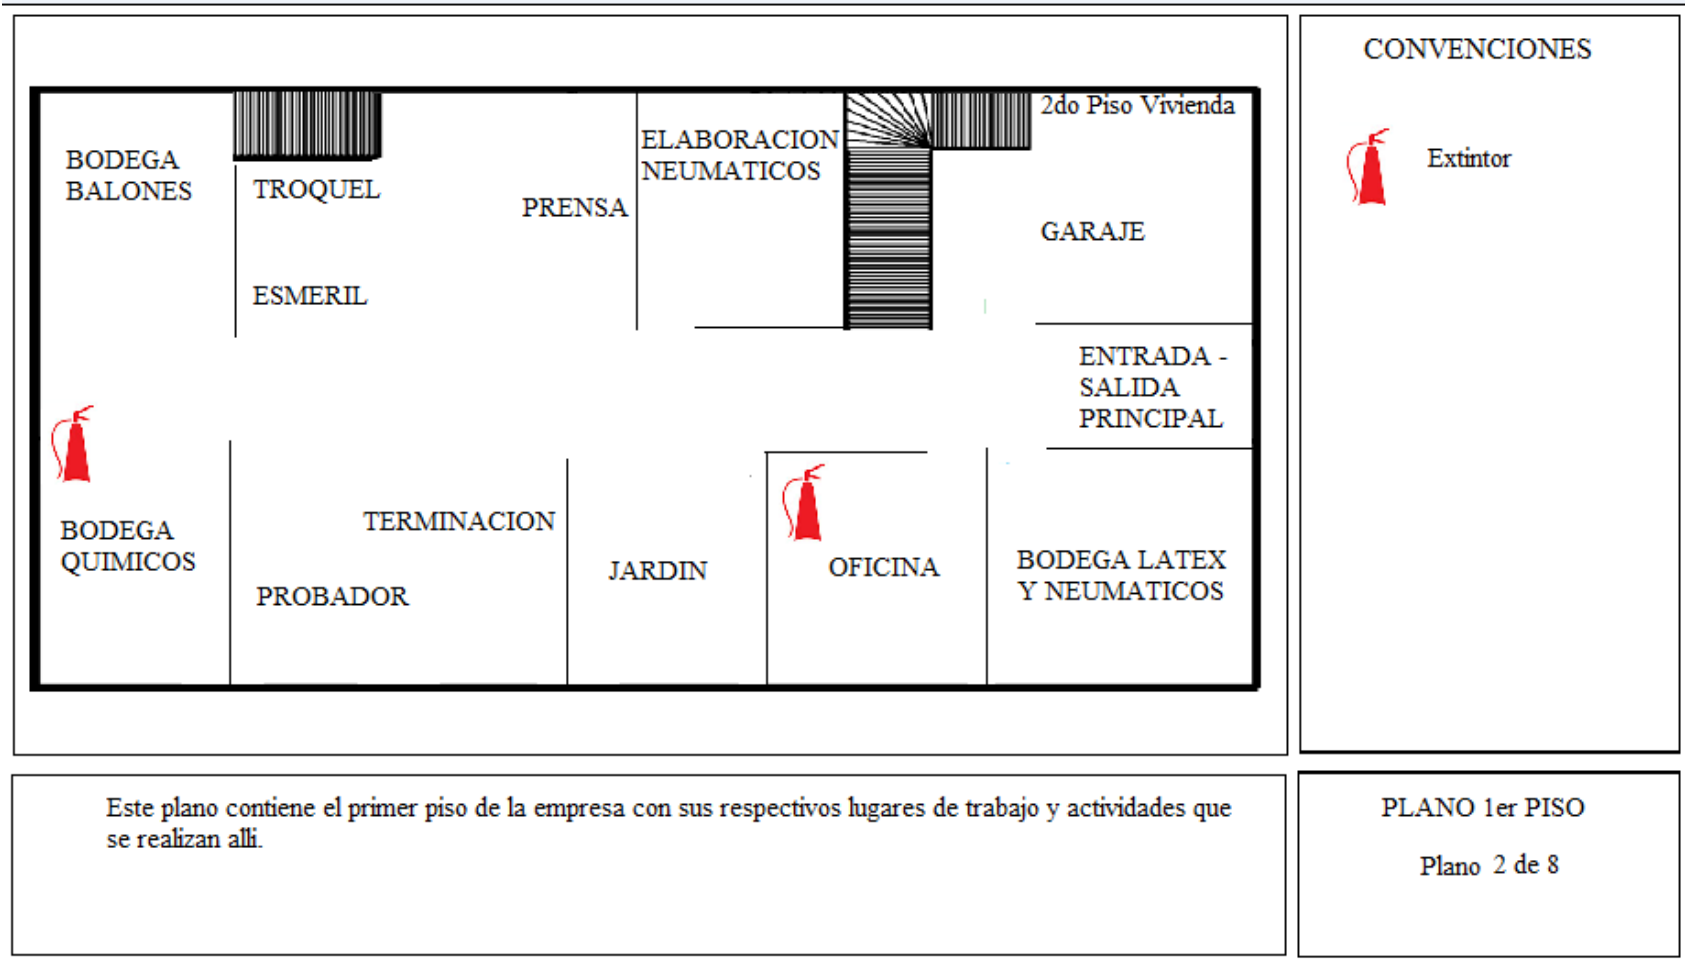 CONVENCIONES
Extintor
2do Piso Vivienda
BODEGA
BALONES
TROQUEL
PRENSA
ELABORACION
NEUMATICOS
GARAJE
ESMERIL
ENTRADA -
SALIDA
PRINCIPAL
BODEGA
QUIMICOS
TERMINACION
PROBADOR
JARDIN
OFICINA
BODEGA LATEX
Y NEUMATICOS
Este plano contiene el primer piso de la empresa con sus respectivos lugares de trabajo y actividades que
se realizan alli.
PLANO 1er PISO
Plano 2 de 8